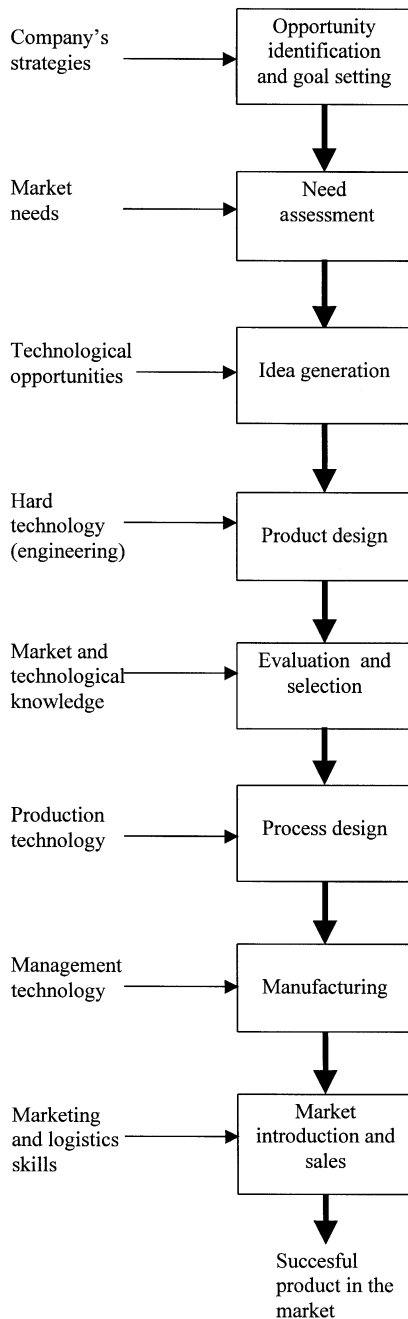 Company's
strategies
Opportunity
identification
and goal setting
Market
needs
Need
assessment
Technological
opportunities
Idea generation
Hard
technology
(engineering)
Product design
Market and
technological
knowledge
Evaluation and
selection
Production
technology
Process design
Management
technology
Manufacturing
Marketing
and logistics
skills
Market
introduction and
sales
Succesful
product in the
market